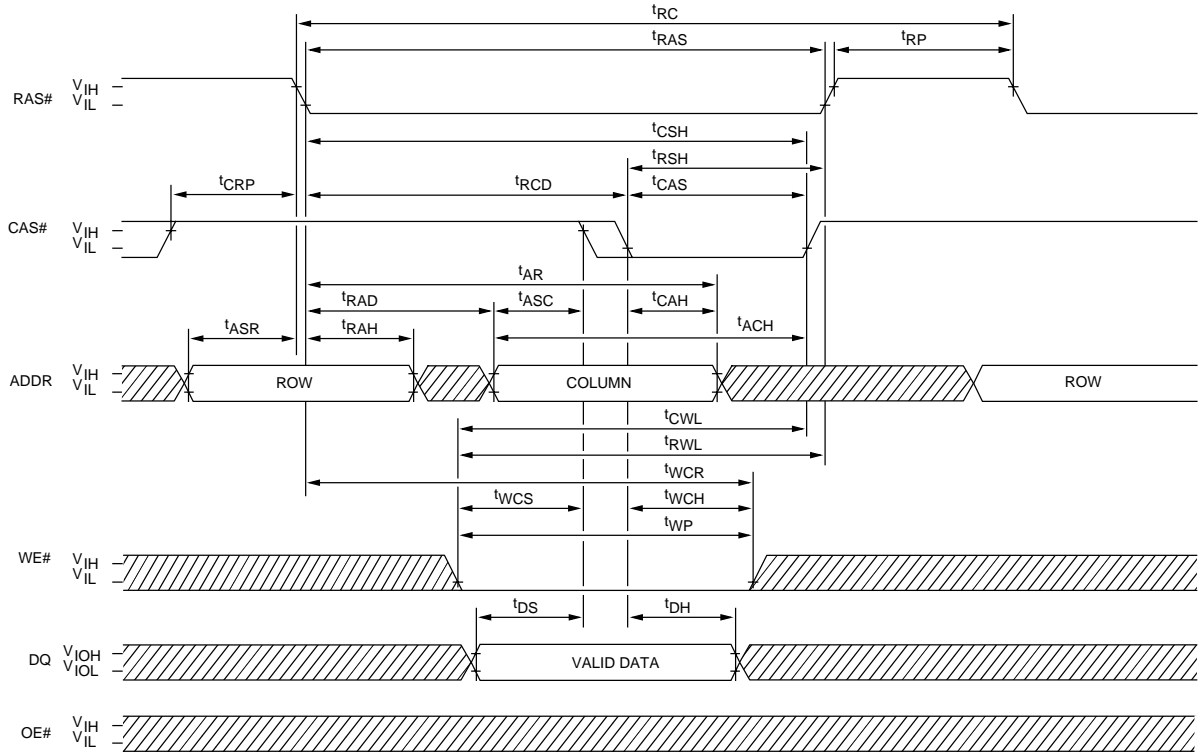 tRC
tRAS
tRP
RAS#
VIH
VIL
tCSH
tRSH
tCRP
tRCD
tCAS
CAS#
VIH
VIL
tAR
tRAD
tASC
tCAH
tASR
tRAH
tACH
ADDR
VIH
VIL
ROW
COLUMN
ROW
tCWL
tRWL
tWCR
tWCS
tWCH
tWP
WE#
VIH
VIL
tDS
tDH
DQ
VIOH
VIOL
VALID DATA
OE#
VIH
VIL